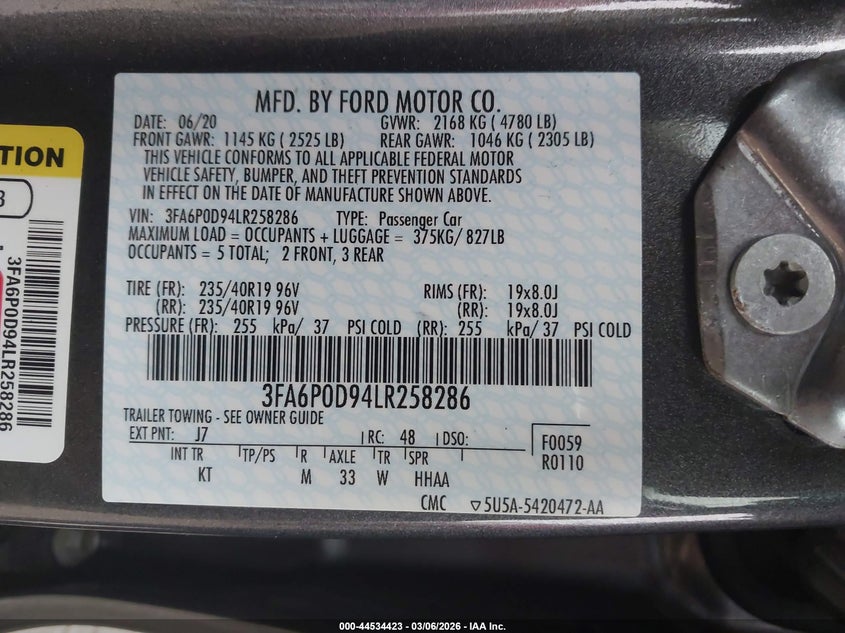 MFD. BY FORD MOTOR CO.
DATE: 06/20 GVWR: 2168 KG ( 4780 LB)
FRONT GAWR: 1145 KG ( 2525 LB) REAR GAWR: 1046 KG ( 2305 LB)
THIS VEHICLE CONFORMS TO ALL APPLICABLE FEDERAL MOTOR
VEHICLE SAFETY, BUMPER, AND THEFT PREVENTION STANDARDS
IN EFFECT ON THE DATE OF MANUFACTURE SHOWN ABOVE.
VIN: 3FA6P0D94LR258286 TYPE: Passenger Car
MAXIMUM LOAD = OCCUPANTS + LUGGAGE = 375KG/ 827LB
OCCUPANTS = 5 TOTAL; 2 FRONT, 3 REAR
TIRE (FR): 235/40R19 96V RIMS (FR): 19x8.0J
(RR): 235/40R19 96V (RR): 19x8.0J
PRESSURE (FR): 255 kPa/ 37 PSI COLD (RR): 255 kPa/ 37 PSI COLD
3FA6P0D94LR258286
TRAILER TOWING - SEE OWNER GUIDE
EXT PNT: J7 RC: 48 DSO: F0059
INT TR TP/PS R AXLE TR SPR R0110
KT M 33 W HHAA
CMC ▽5U5A-5420472-AA
TION
3
3FA6P0D94LR258286
000-44534423 | 03/06/2026 - IAA Inc.